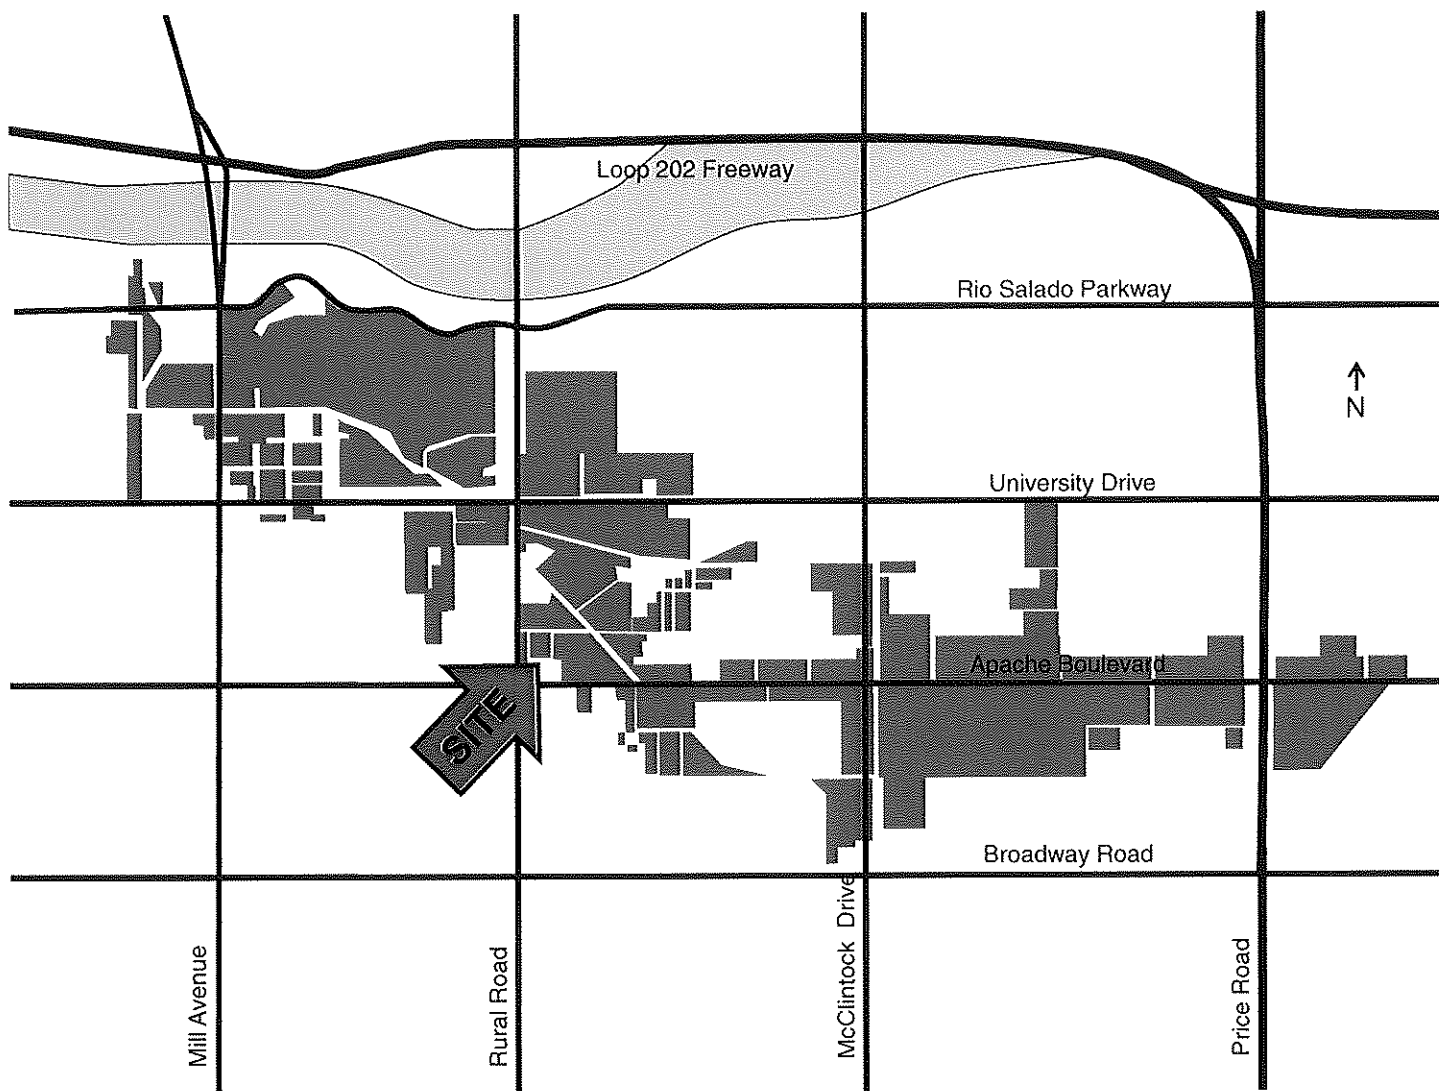 Loop 202 Freeway
Rio Salado Parkway
N
University Drive
Apache Boulevard
SITE
Broadway Road
Mill Avenue
Rural Road
McClintock Drive
Price Road